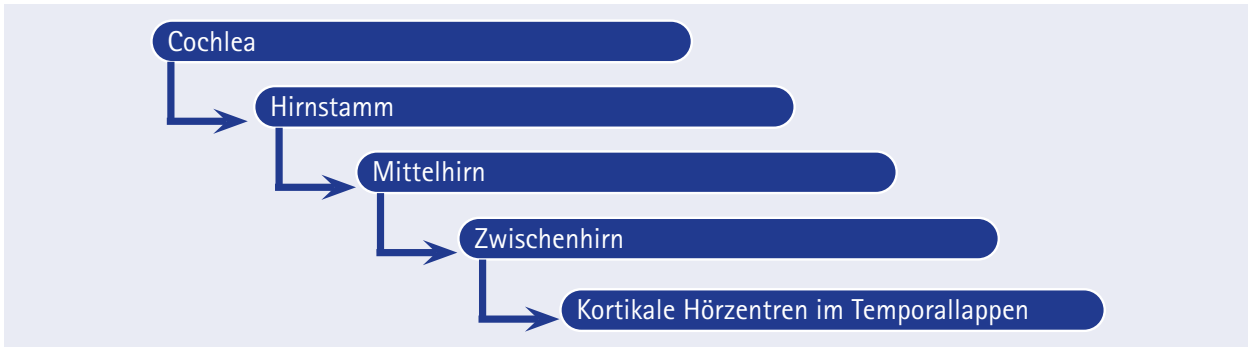 Cochlea
Hirnstamm
Mittelhirn
Zwischenhirn
Kortikale Hörzentren im Temporallappen